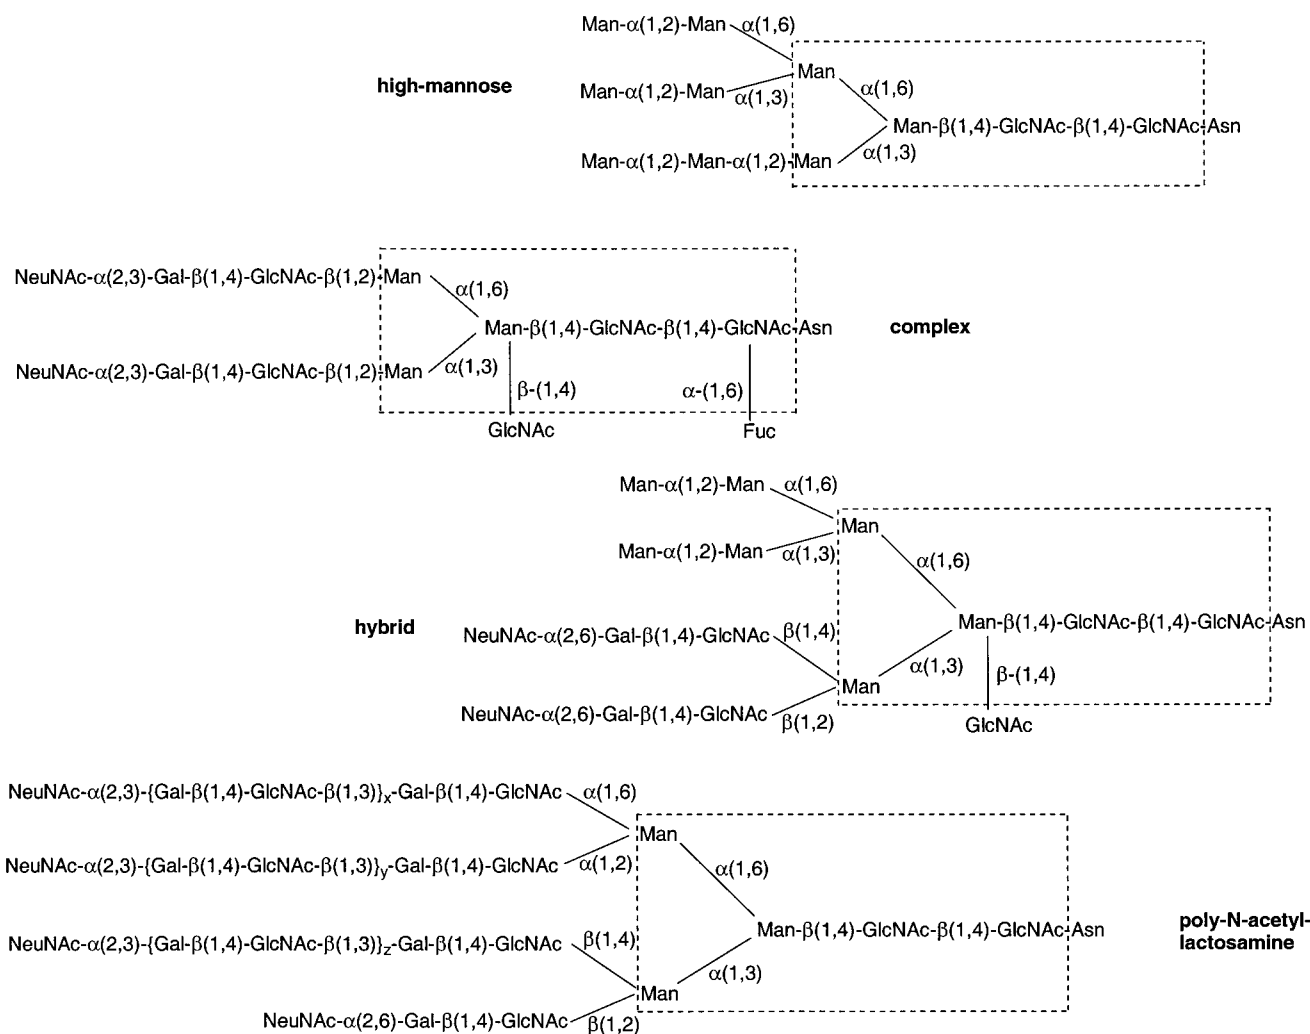 Man-α(1,2)-Man α(1,6)
high-mannose Man
Man-α(1,2)-Man α(1,3) α(1,6)
Man-β(1,4)-GlcNAc-β(1,4)-GlcNAc-Asn
Man-α(1,2)-Man-α(1,2)-Man α(1,3)
NeuNAc-α(2,3)-Gal-β(1,4)-GlcNAc-β(1,2)-Man
α(1,6)
Man-β(1,4)-GlcNAc-β(1,4)-GlcNAc-Asn complex
NeuNAc-α(2,3)-Gal-β(1,4)-GlcNAc-β(1,2)-Man α(1,3)
β-(1,4) α-(1,6)
GlcNAc Fuc
Man-α(1,2)-Man α(1,6)
Man
Man-α(1,2)-Man α(1,3)
α(1,6)
hybrid NeuNAc-α(2,6)-Gal-β(1,4)-GlcNAc β(1,4)
Man-β(1,4)-GlcNAc-β(1,4)-GlcNAc-Asn
α(1,3)
Man β-(1,4)
NeuNAc-α(2,6)-Gal-β(1,4)-GlcNAc β(1,2)
GlcNAc
NeuNAc-α(2,3)-{Gal-β(1,4)-GlcNAc-β(1,3)}x-Gal-β(1,4)-GlcNAc α(1,6)
Man
NeuNAc-α(2,3)-{Gal-β(1,4)-GlcNAc-β(1,3)}y-Gal-β(1,4)-GlcNAc α(1,2)
α(1,6)
Man-β(1,4)-GlcNAc-β(1,4)-GlcNAc-Asn
poly-N-acetyl-
lactosamine
NeuNAc-α(2,3)-{Gal-β(1,4)-GlcNAc-β(1,3)}z-Gal-β(1,4)-GlcNAc β(1,4)
α(1,3)
Man
NeuNAc-α(2,6)-Gal-β(1,4)-GlcNAc β(1,2)